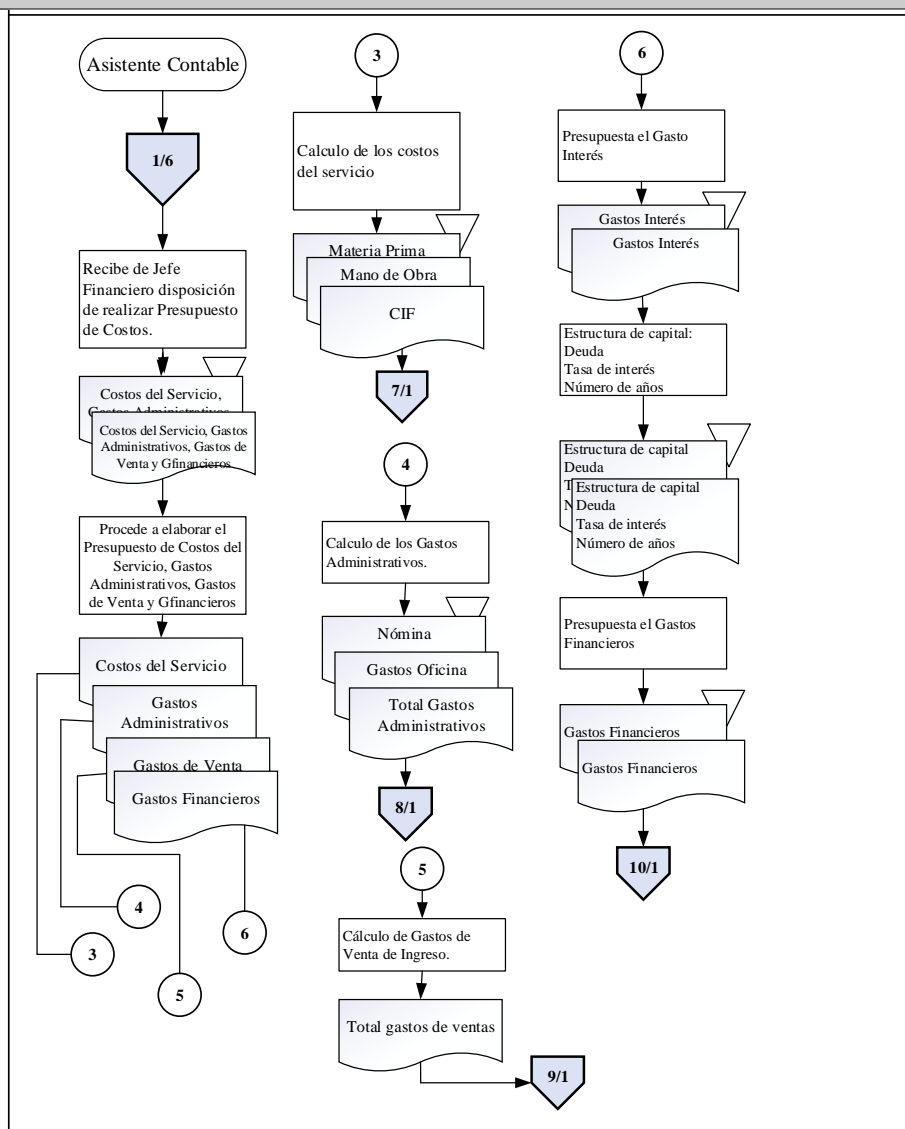 Asistente Contable
1/6
Recibe de Jefe
Financiero disposición
de realizar Presupuesto
de Costos.
Costos del Servicio,
Gastos Administrativos
Costos del Servicio, Gastos
Administrativos, Gastos de
Venta y Gfinancieros
Procede a elaborar el
Presupuesto de Costos del
Servicio, Gastos
Administrativos, Gastos
de Venta y Gfinancieros
Costos del Servicio
Gastos
Administrativos
Gastos de Venta
Gastos Financieros
4
6
3
5
3
Calculo de los costos
del servicio
Materia Prima
Mano de Obra
CIF
7/1
4
Calculo de los Gastos
Administrativos.
Nómina
Gastos Oficina
Total Gastos
Administrativos
8/1
5
Cálculo de Gastos de
Venta de Ingreso.
Total gastos de ventas
9/1
6
Presupuesta el Gasto
Interés
Gastos Interés
Gastos Interés
Estructura de capital:
Deuda
Tasa de interés
Número de años
Estructura de capital
Deuda
T
N
Estructura de capital
Deuda
Tasa de interés
Número de años
Presupuesta el Gastos
Financieros
Gastos Financieros
Gastos Financieros
10/1